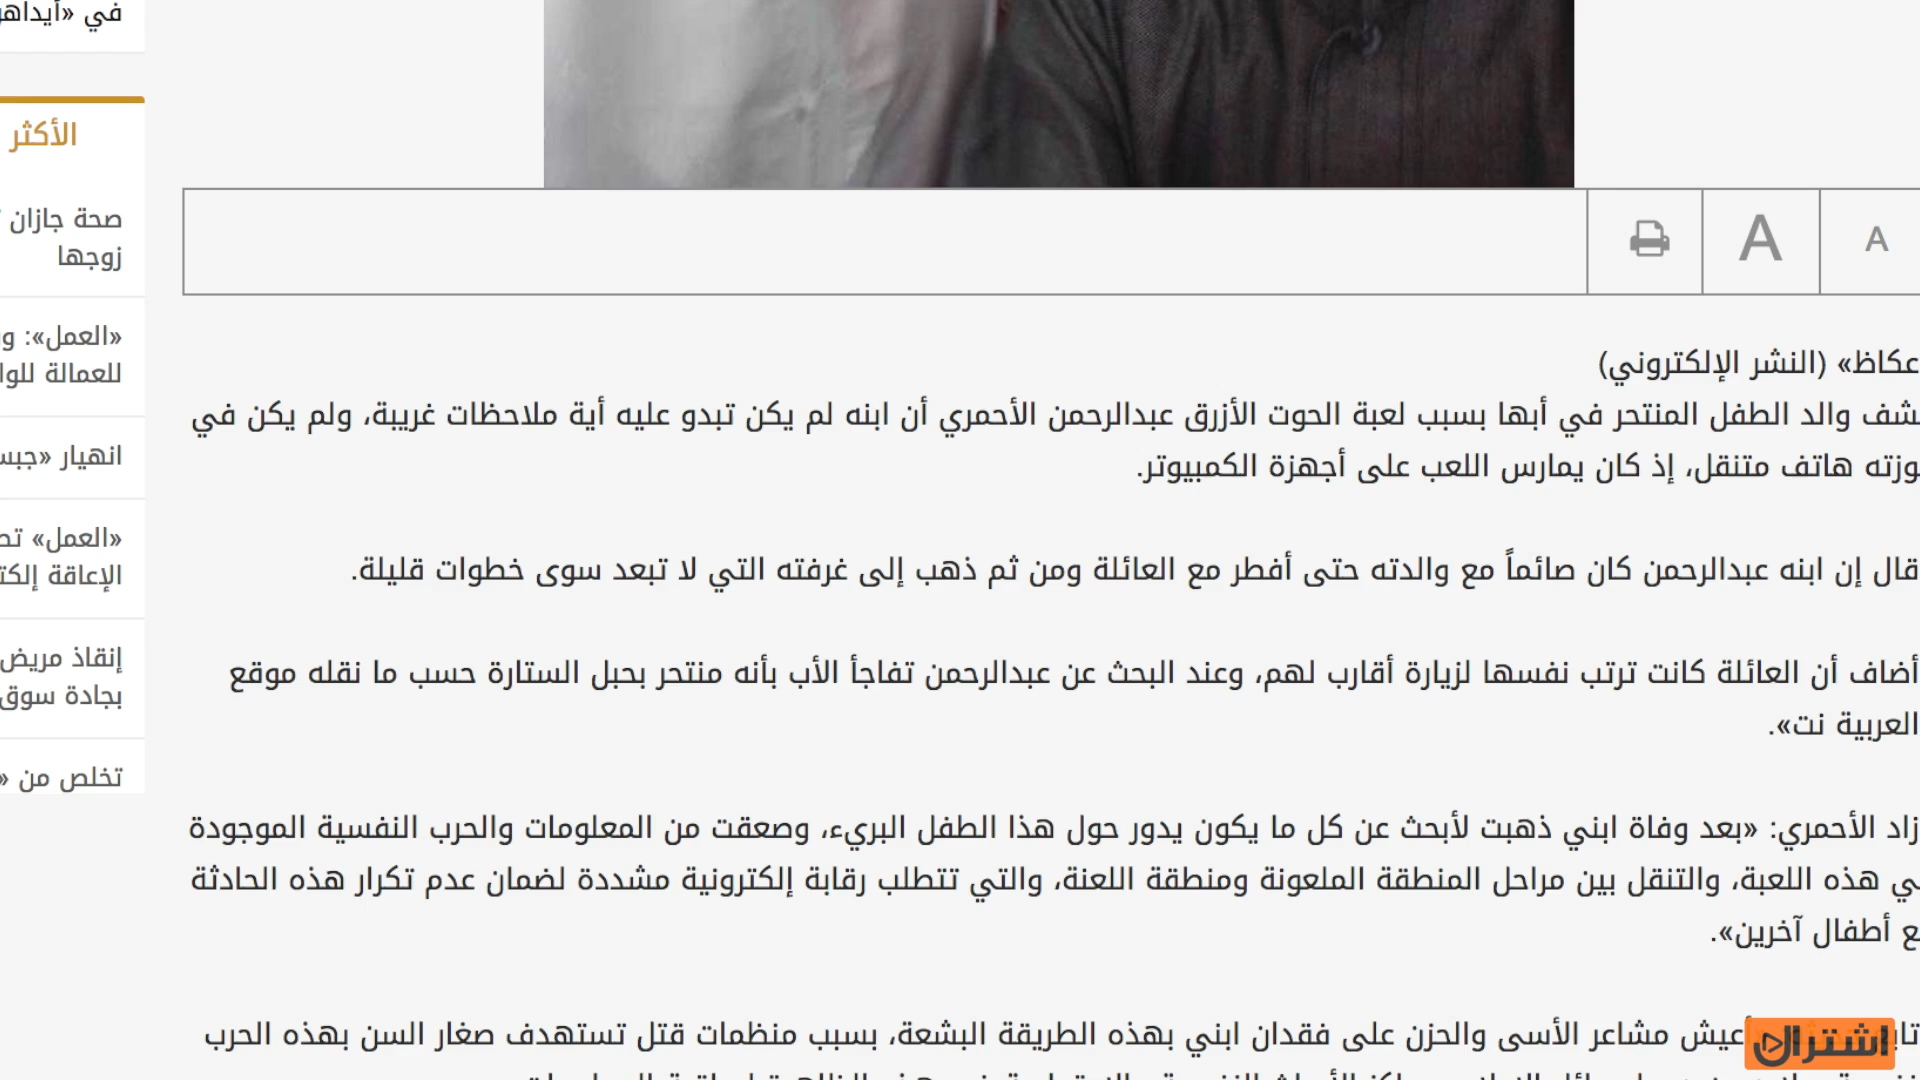 عكاظ» (النشر الإلكتروني)
شف والد الطفل المنتحر في أبها بسبب لعبة الحوت الأزرق عبدالرحمن الأحمري أن ابنه لم يكن تبدو عليه أية ملاحظات غريبة، ولم يكن في
وزته هاتف متنقل، إذ كان يمارس اللعب على أجهزة الكمبيوتر.
قال إن ابنه عبدالرحمن كان صائماً مع والدته حتى أفطر مع العائلة ومن ثم ذهب إلى غرفته التي لا تبعد سوى خطوات قليلة.
أضاف أن العائلة كانت ترتب نفسها لزيارة أقارب لهم، وعند البحث عن عبدالرحمن تفاجأ الأب بأنه منتحر بحبل الستارة حسب ما نقله موقع
العربية نت».
زاد الأحمري: «بعد وفاة ابني ذهبت لأبحث عن كل ما يكون يدور حول هذا الطفل البريء، وصعقت من المعلومات والحرب النفسية الموجودة
ي هذه اللعبة، والتنقل بين مراحل المنطقة الملعونة ومنطقة اللعنة، والتي تتطلب رقابة إلكترونية مشددة لضمان عدم تكرار هذه الحادثة
ع أطفال آخرين».
أعيش مشاعر الأسى والحزن على فقدان ابني بهذه الطريقة البشعة، بسبب منظمات قتل تستهدف صغار السن بهذه الحرب
A A
في «أيداهو
الأكثر
صحة جازان
زوجها
«العمل»: و
للعمالة للوا
انهيار «جبس
«العمل» تص
الإعاقة إلكت
إنقاذ مريض
بجادة سوق
تخلص من «
اشتراك